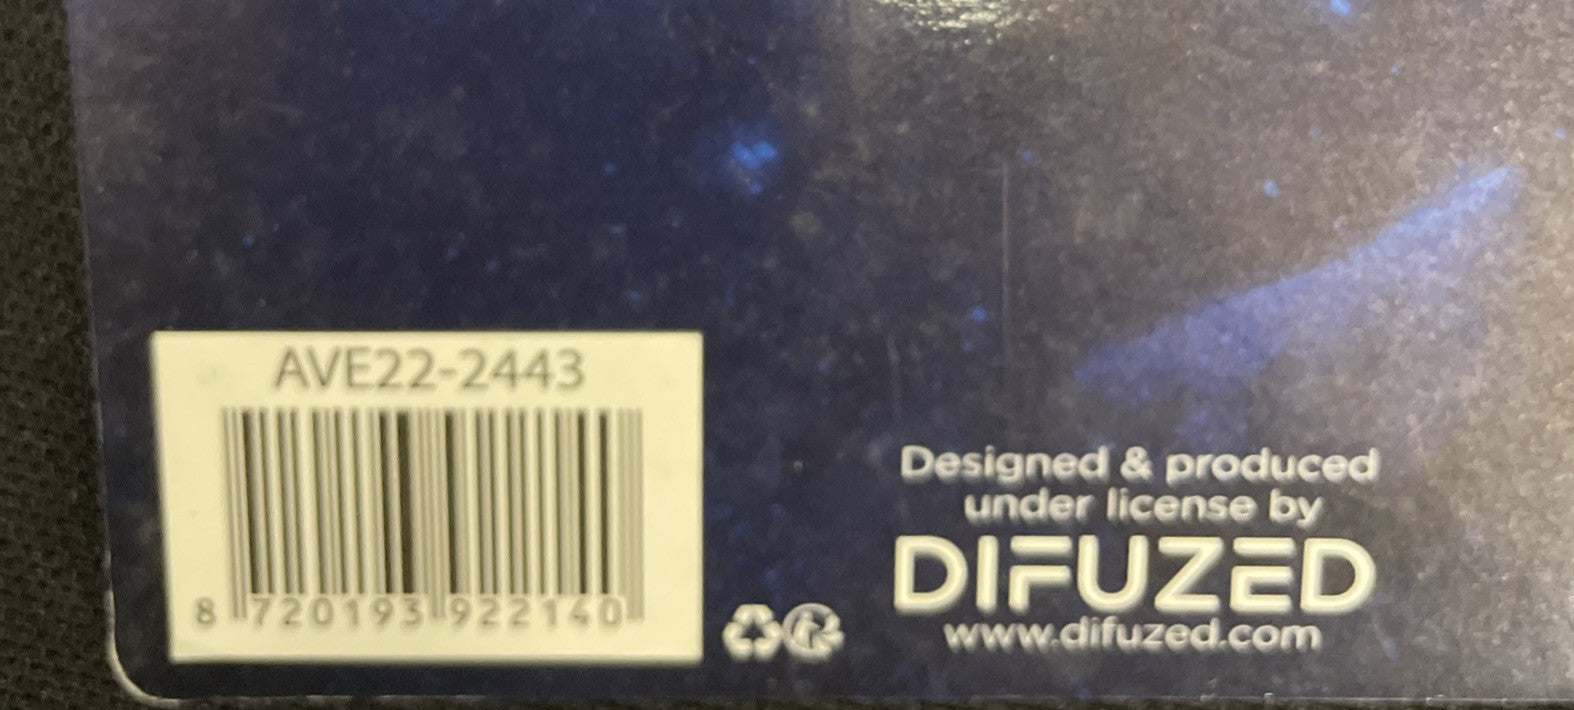 AVE22-2443
8 720193 922140
Designed & produced
under license by
DIFUZED
www.difuzed.com